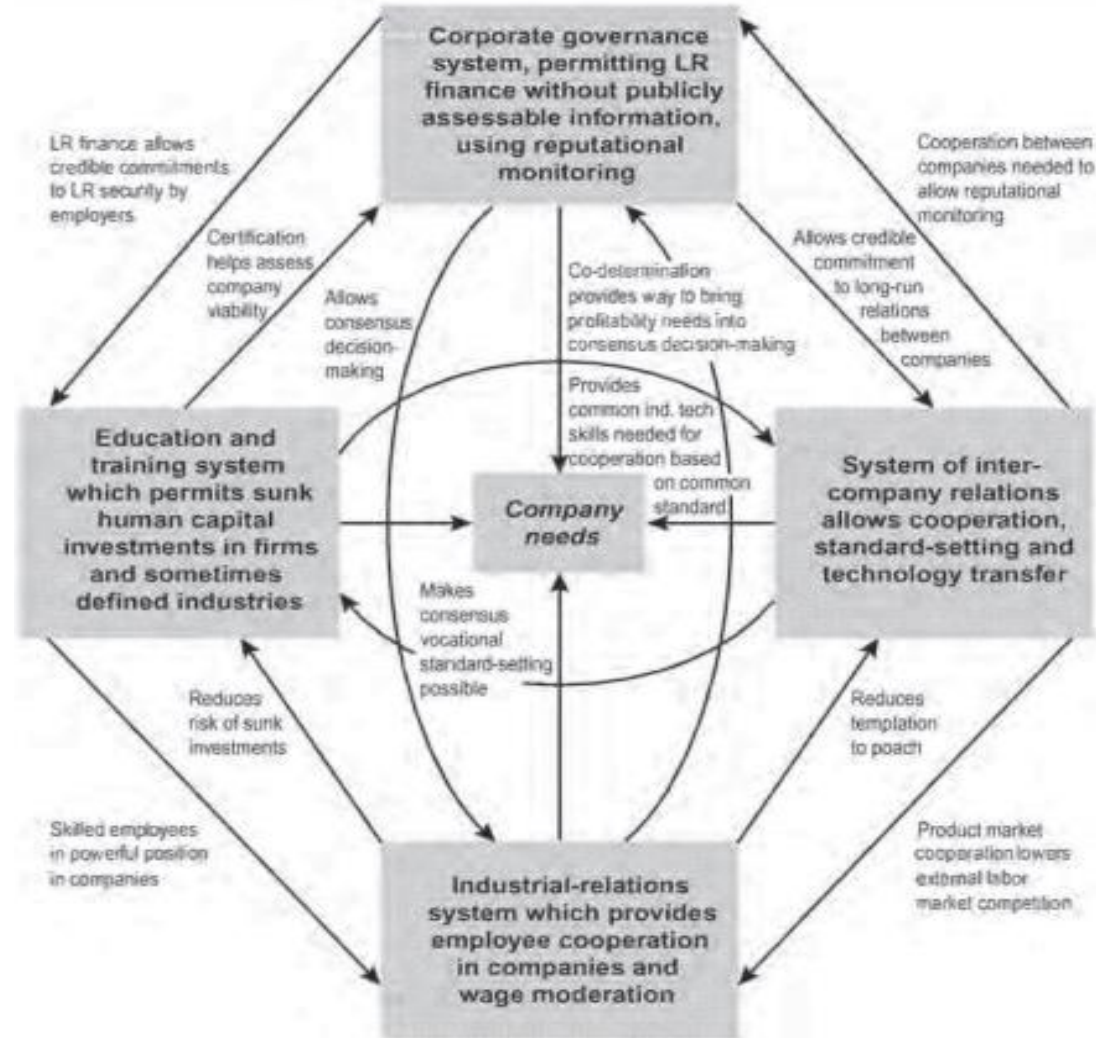 Corporate governance
system, permitting LR
finance without publicly
assessable information,
using reputational
monitoring
LR finance allows
credible commitments
to LR security by
employers
Cooperation between
companies needed to
allow reputational
monitoring
Certification
helps assess
company
viability
Allows
consensus
decision-
making
Co-determination
provides way to bring
profitability needs into
consensus decision-making
Allows credible
commitment
to long-run
relations
between
companies
Provides
common ind. tech
skills needed for
cooperation based
on common
standard
Education and
training system
which permits sunk
human capital
investments in firms
and sometimes
defined industries
Company
needs
System of inter-
company relations
allows cooperation,
standard-setting and
technology transfer
Makes
consensus
vocational
standard-setting
possible
Reduces
risk of sunk
investments
Reduces
temptation
to poach
Skilled employees
in powerful position
in companies
Product market
cooperation lowers
external labor
market competition
Industrial-relations
system which provides
employee cooperation
in companies and
wage moderation